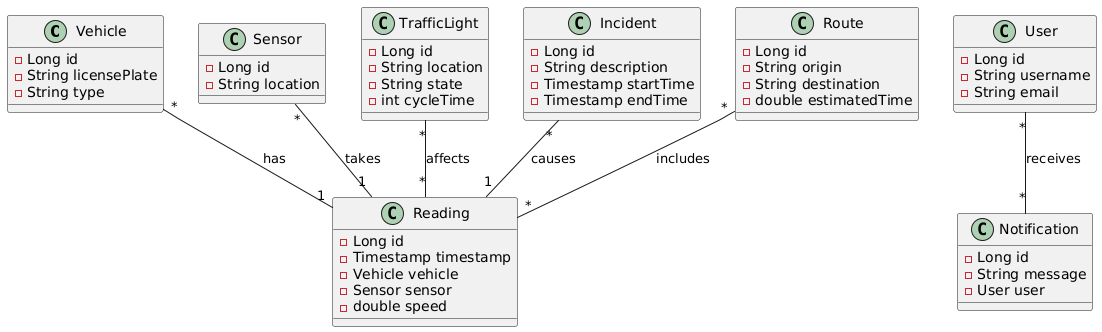 C Vehicle
Long id
String licensePlate
String type
C Sensor
Long id
String location
C TrafficLight
Long id
String location
String state
int cycleTime
C Incident
Long id
String description
Timestamp startTime
Timestamp endTime
C Route
Long id
String origin
String destination
double estimatedTime
C User
Long id
String username
String email
* has 1
* takes 1
* affects *
* causes 1
* includes *
* receives *
C Reading
Long id
Timestamp timestamp
Vehicle vehicle
Sensor sensor
double speed
C Notification
Long id
String message
User user